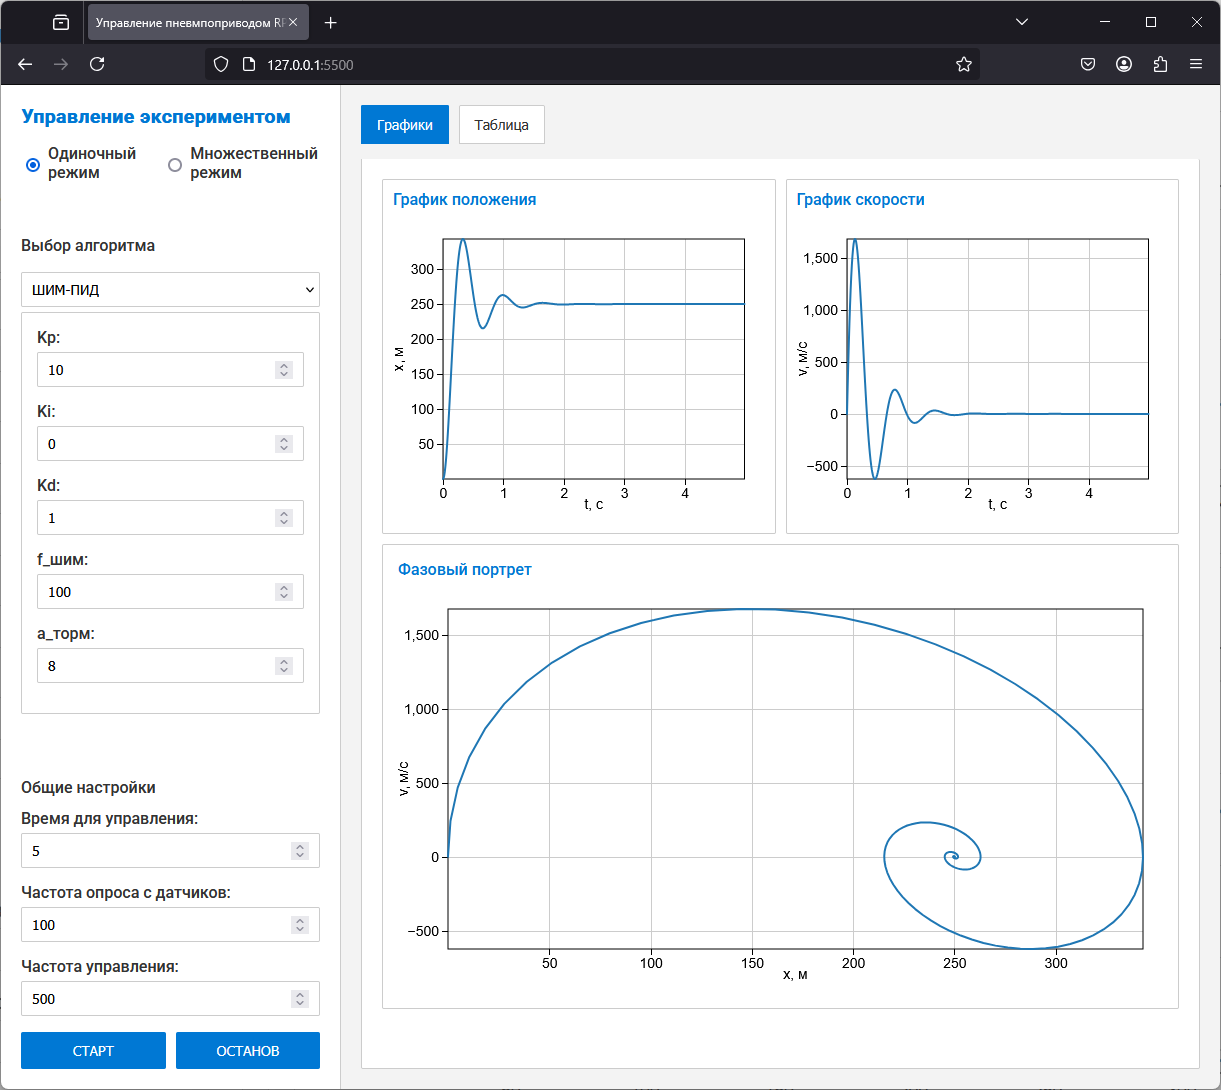 Управление пневмпоприводом RF
127.0.0.1:5500
Управление экспериментом
Одиночный
режим
Множественный
режим
Выбор алгоритма
ШИМ-ПИД
Kp:
10
Ki:
0
Kd:
1
f_шим:
100
a_торм:
8
Общие настройки
Время для управления:
5
Частота опроса с датчиков:
100
Частота управления:
500
СТАРТ
ОСТАНОВ
Графики
Таблица
График положения
300
250
200
150
100
50
x, м
0
1
2
3
4
t, с
График скорости
1,500
1,000
500
0
−500
v, м/с
0
1
2
3
4
t, с
Фазовый портрет
1,500
1,000
500
0
−500
v, м/с
50
100
150
200
250
300
x, м